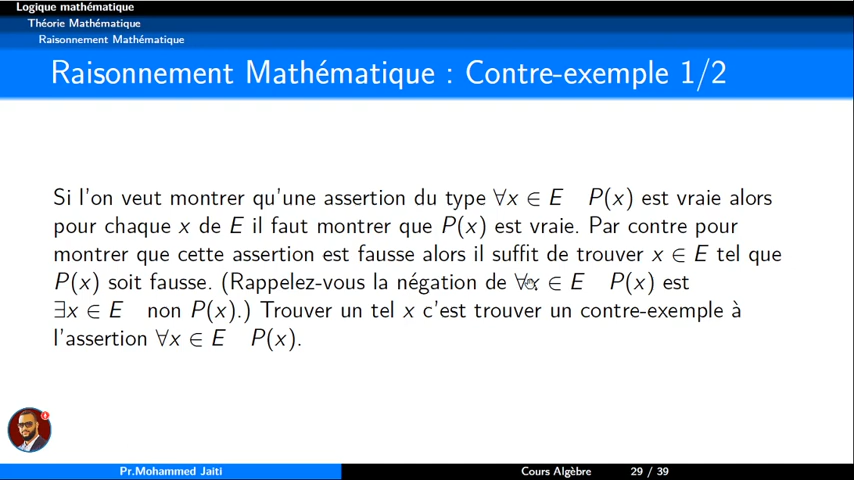 Logique mathématique
Théorie Mathématique
Raisonnement Mathématique
Raisonnement Mathématique : Contre-exemple 1/2
Si l'on veut montrer qu'une assertion du type ∀x ∈ E P(x) est vraie alors
pour chaque x de E il faut montrer que P(x) est vraie. Par contre pour
montrer que cette assertion est fausse alors il suffit de trouver x ∈ E tel que
P(x) soit fausse. (Rappelez-vous la négation de ∀x ∈ E P(x) est
∃x ∈ E non P(x).) Trouver un tel x c'est trouver un contre-exemple à
l'assertion ∀x ∈ E P(x).
Pr.Mohammed Jaiti Cours Algèbre 29 / 39